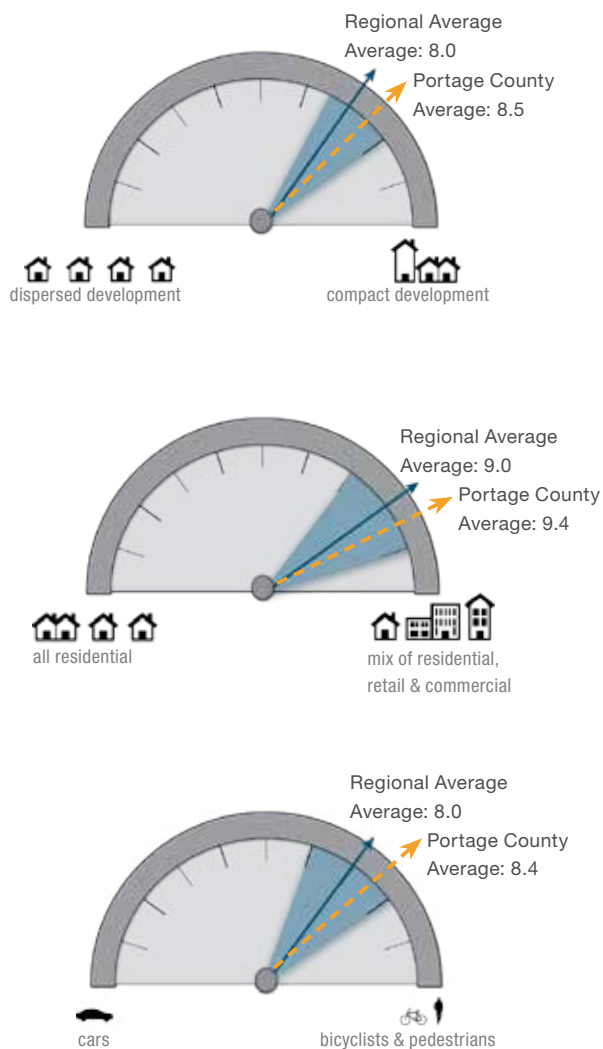 Regional Average
Average: 8.0
Portage County
Average: 8.5
dispersed development
compact development
Regional Average
Average: 9.0
Portage County
Average: 9.4
all residential
mix of residential,
retail & commercial
Regional Average
Average: 8.0
Portage County
Average: 8.4
cars
bicyclists & pedestrians